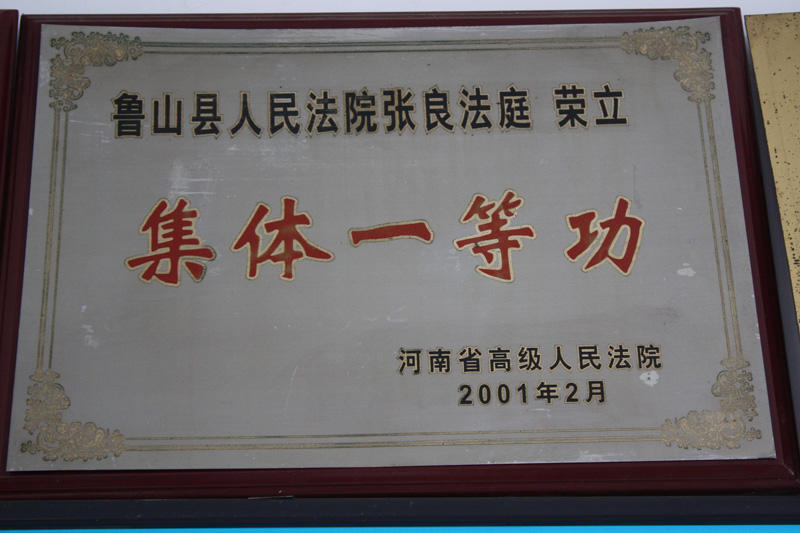 鲁山县人民法院张良法庭 荣立
集体一等功
河南省高级人民法院
2001年2月